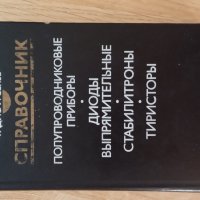 СПРАВОЧНИК
ПОЛУПРОВОДНИКОВЫЕ
ПРИБОРЫ
ДИОДЫ
ВЫПРЯМИТЕЛЬНЫЕ
СТАБИЛИТРОНЫ
ТИРИСТОРЫ